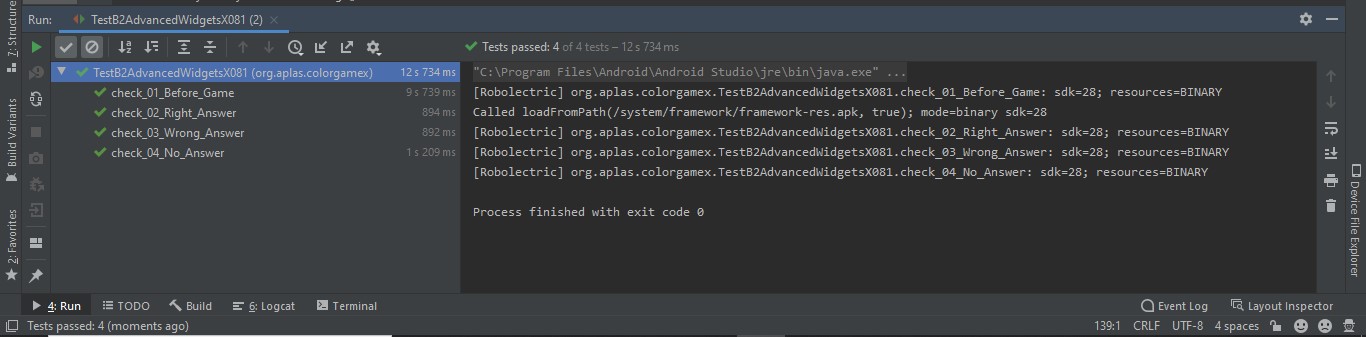 Run: TestB2AdvancedWidgetsX081 (2)
Tests passed: 4 of 4 tests – 12 s 734 ms
TestB2AdvancedWidgetsX081 (org.aplas.colorgamex) 12 s 734 ms
check_01_Before_Game 9 s 739 ms
check_02_Right_Answer 894 ms
check_03_Wrong_Answer 892 ms
check_04_No_Answer 1 s 209 ms
"C:\Program Files\Android\Android Studio\jre\bin\java.exe" ...
[Robolectric] org.aplas.colorgamex.TestB2AdvancedWidgetsX081.check_01_Before_Game: sdk=28; resources=BINARY
Called loadFromPath(/system/framework/framework-res.apk, true); mode=binary sdk=28
[Robolectric] org.aplas.colorgamex.TestB2AdvancedWidgetsX081.check_02_Right_Answer: sdk=28; resources=BINARY
[Robolectric] org.aplas.colorgamex.TestB2AdvancedWidgetsX081.check_03_Wrong_Answer: sdk=28; resources=BINARY
[Robolectric] org.aplas.colorgamex.TestB2AdvancedWidgetsX081.check_04_No_Answer: sdk=28; resources=BINARY
Process finished with exit code 0
Z: Structure
Build Variants
2: Favorites
Device File Explorer
4: Run TODO Build 6: Logcat Terminal Event Log Layout Inspector
Tests passed: 4 (moments ago) 139:1 CRLF UTF-8 4 spaces